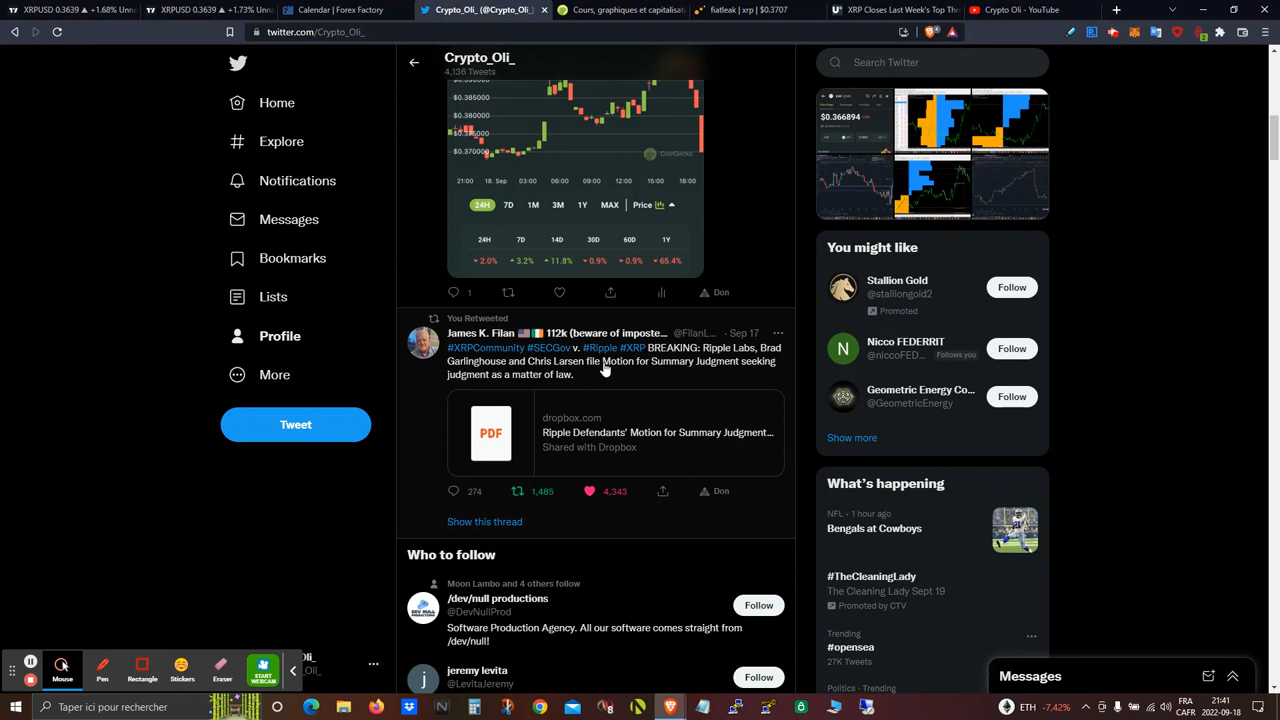 XRPUSD 0.3639 ▲ +1.68% Unna
XRPUSD 0.3639 ▲ +1.73% Unna
Calendar | Forex Factory
Crypto_Oli_ (@Crypto_Oli_)
Cours, graphiques et capitalisati
fiatleak | xrp | $0.3707
XRP Closes Last Week's Top Thr
Crypto Oli - YouTube
twitter.com/Crypto_Oli_
Crypto_Oli_
4,136 Tweets
Search Twitter
Home
Explore
Notifications
Messages
Bookmarks
Lists
Profile
More
Tweet
$0.385000
$0.380000
$0.370000
CoinGecko
21:00 18. Sep 03:00 06:00 09:00 12:00 15:00 18:00
24H 7D 1M 3M 1Y MAX Price
24H 7D 14D 30D 60D 1Y
2.0% 3.2% 11.8% 0.9% 0.9% 65.4%
1 Don
You Retweeted
James K. Filan 🇺🇸🇮🇪 112k (beware of imposte... @FilanL... · Sep 17
#XRPCommunity #SECGov v. #Ripple #XRP BREAKING: Ripple Labs, Brad
Garlinghouse and Chris Larsen file Motion for Summary Judgment seeking
judgment as a matter of law.
PDF
dropbox.com
Ripple Defendants' Motion for Summary Judgment...
Shared with Dropbox
274 1,485 4,343 Don
Show this thread
Who to follow
Moon Lambo and 4 others follow
/dev/null productions
@DevNullProd
Follow
Software Production Agency. All our software comes straight from
/dev/null!
jeremy levita
@LevitaJeremy
Follow
$0.366894
You might like
Stallion Gold
@stalliongold2
Promoted
Follow
Nicco FEDERRIT
@niccoFED... Follows you
Follow
Geometric Energy Co...
@GeometricEnergy
Follow
Show more
What's happening
NFL · 1 hour ago
Bengals at Cowboys
#TheCleaningLady
The Cleaning Lady Sept 19
Promoted by CTV
Trending
#opensea
27K Tweets
Politics · Trending
Messages
Oli_
Oli_
Mouse
Pen
Rectangle
Stickers
Eraser
START
WEBCAM
Taper ici pour rechercher
ETH -7.42%
FRA
CAFR
21:41
2022-09-18